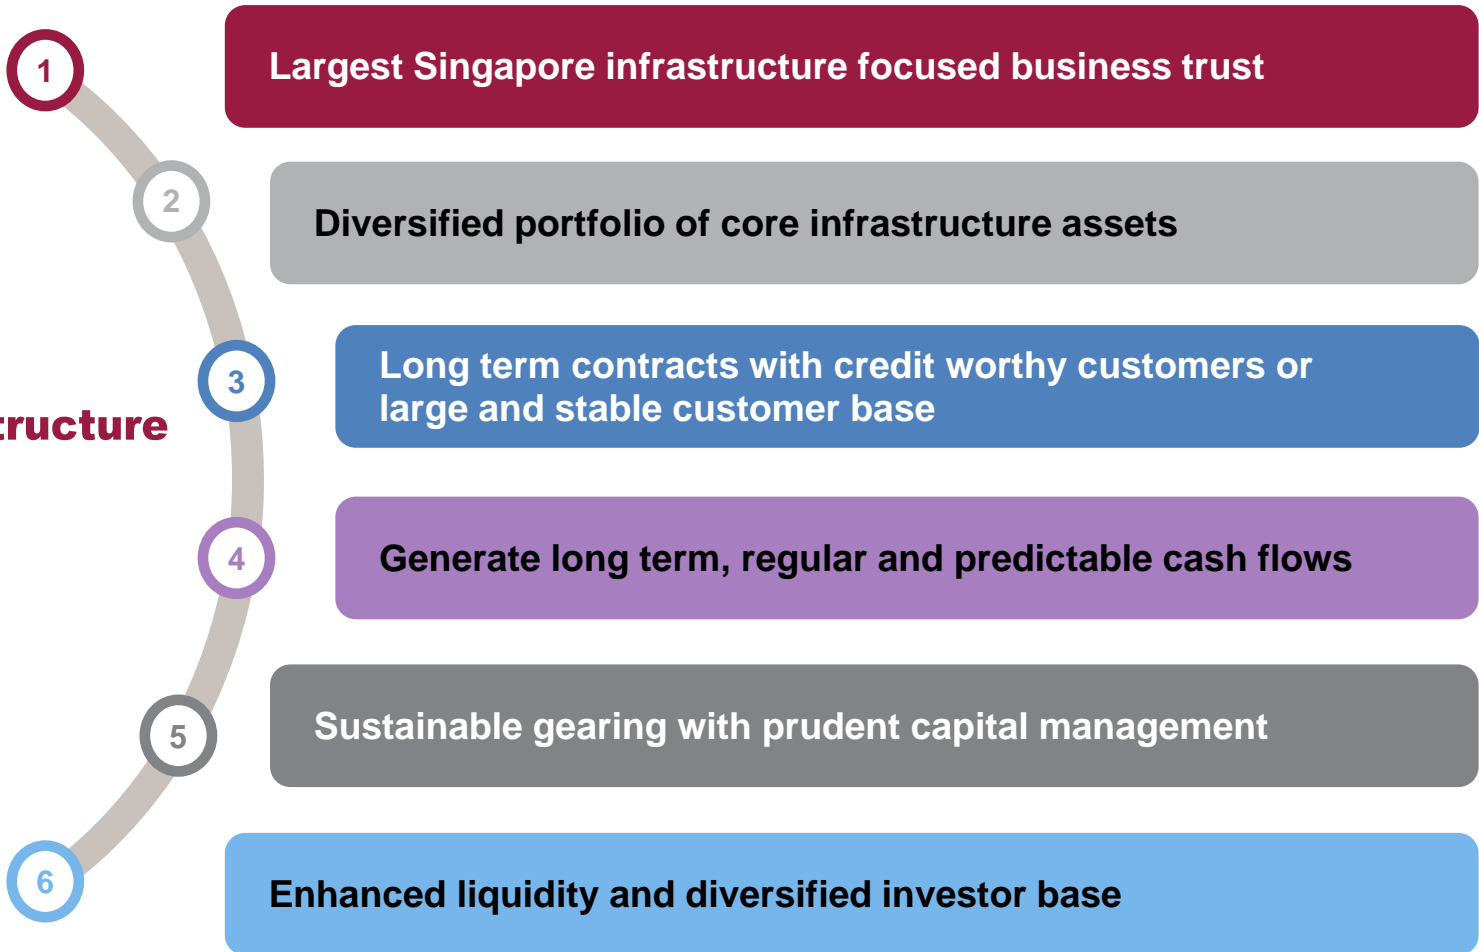 1
Largest Singapore infrastructure focused business trust
2
Diversified portfolio of core infrastructure assets
3
Long term contracts with credit worthy customers or
large and stable customer base
tructure
4
Generate long term, regular and predictable cash flows
5
Sustainable gearing with prudent capital management
6
Enhanced liquidity and diversified investor base